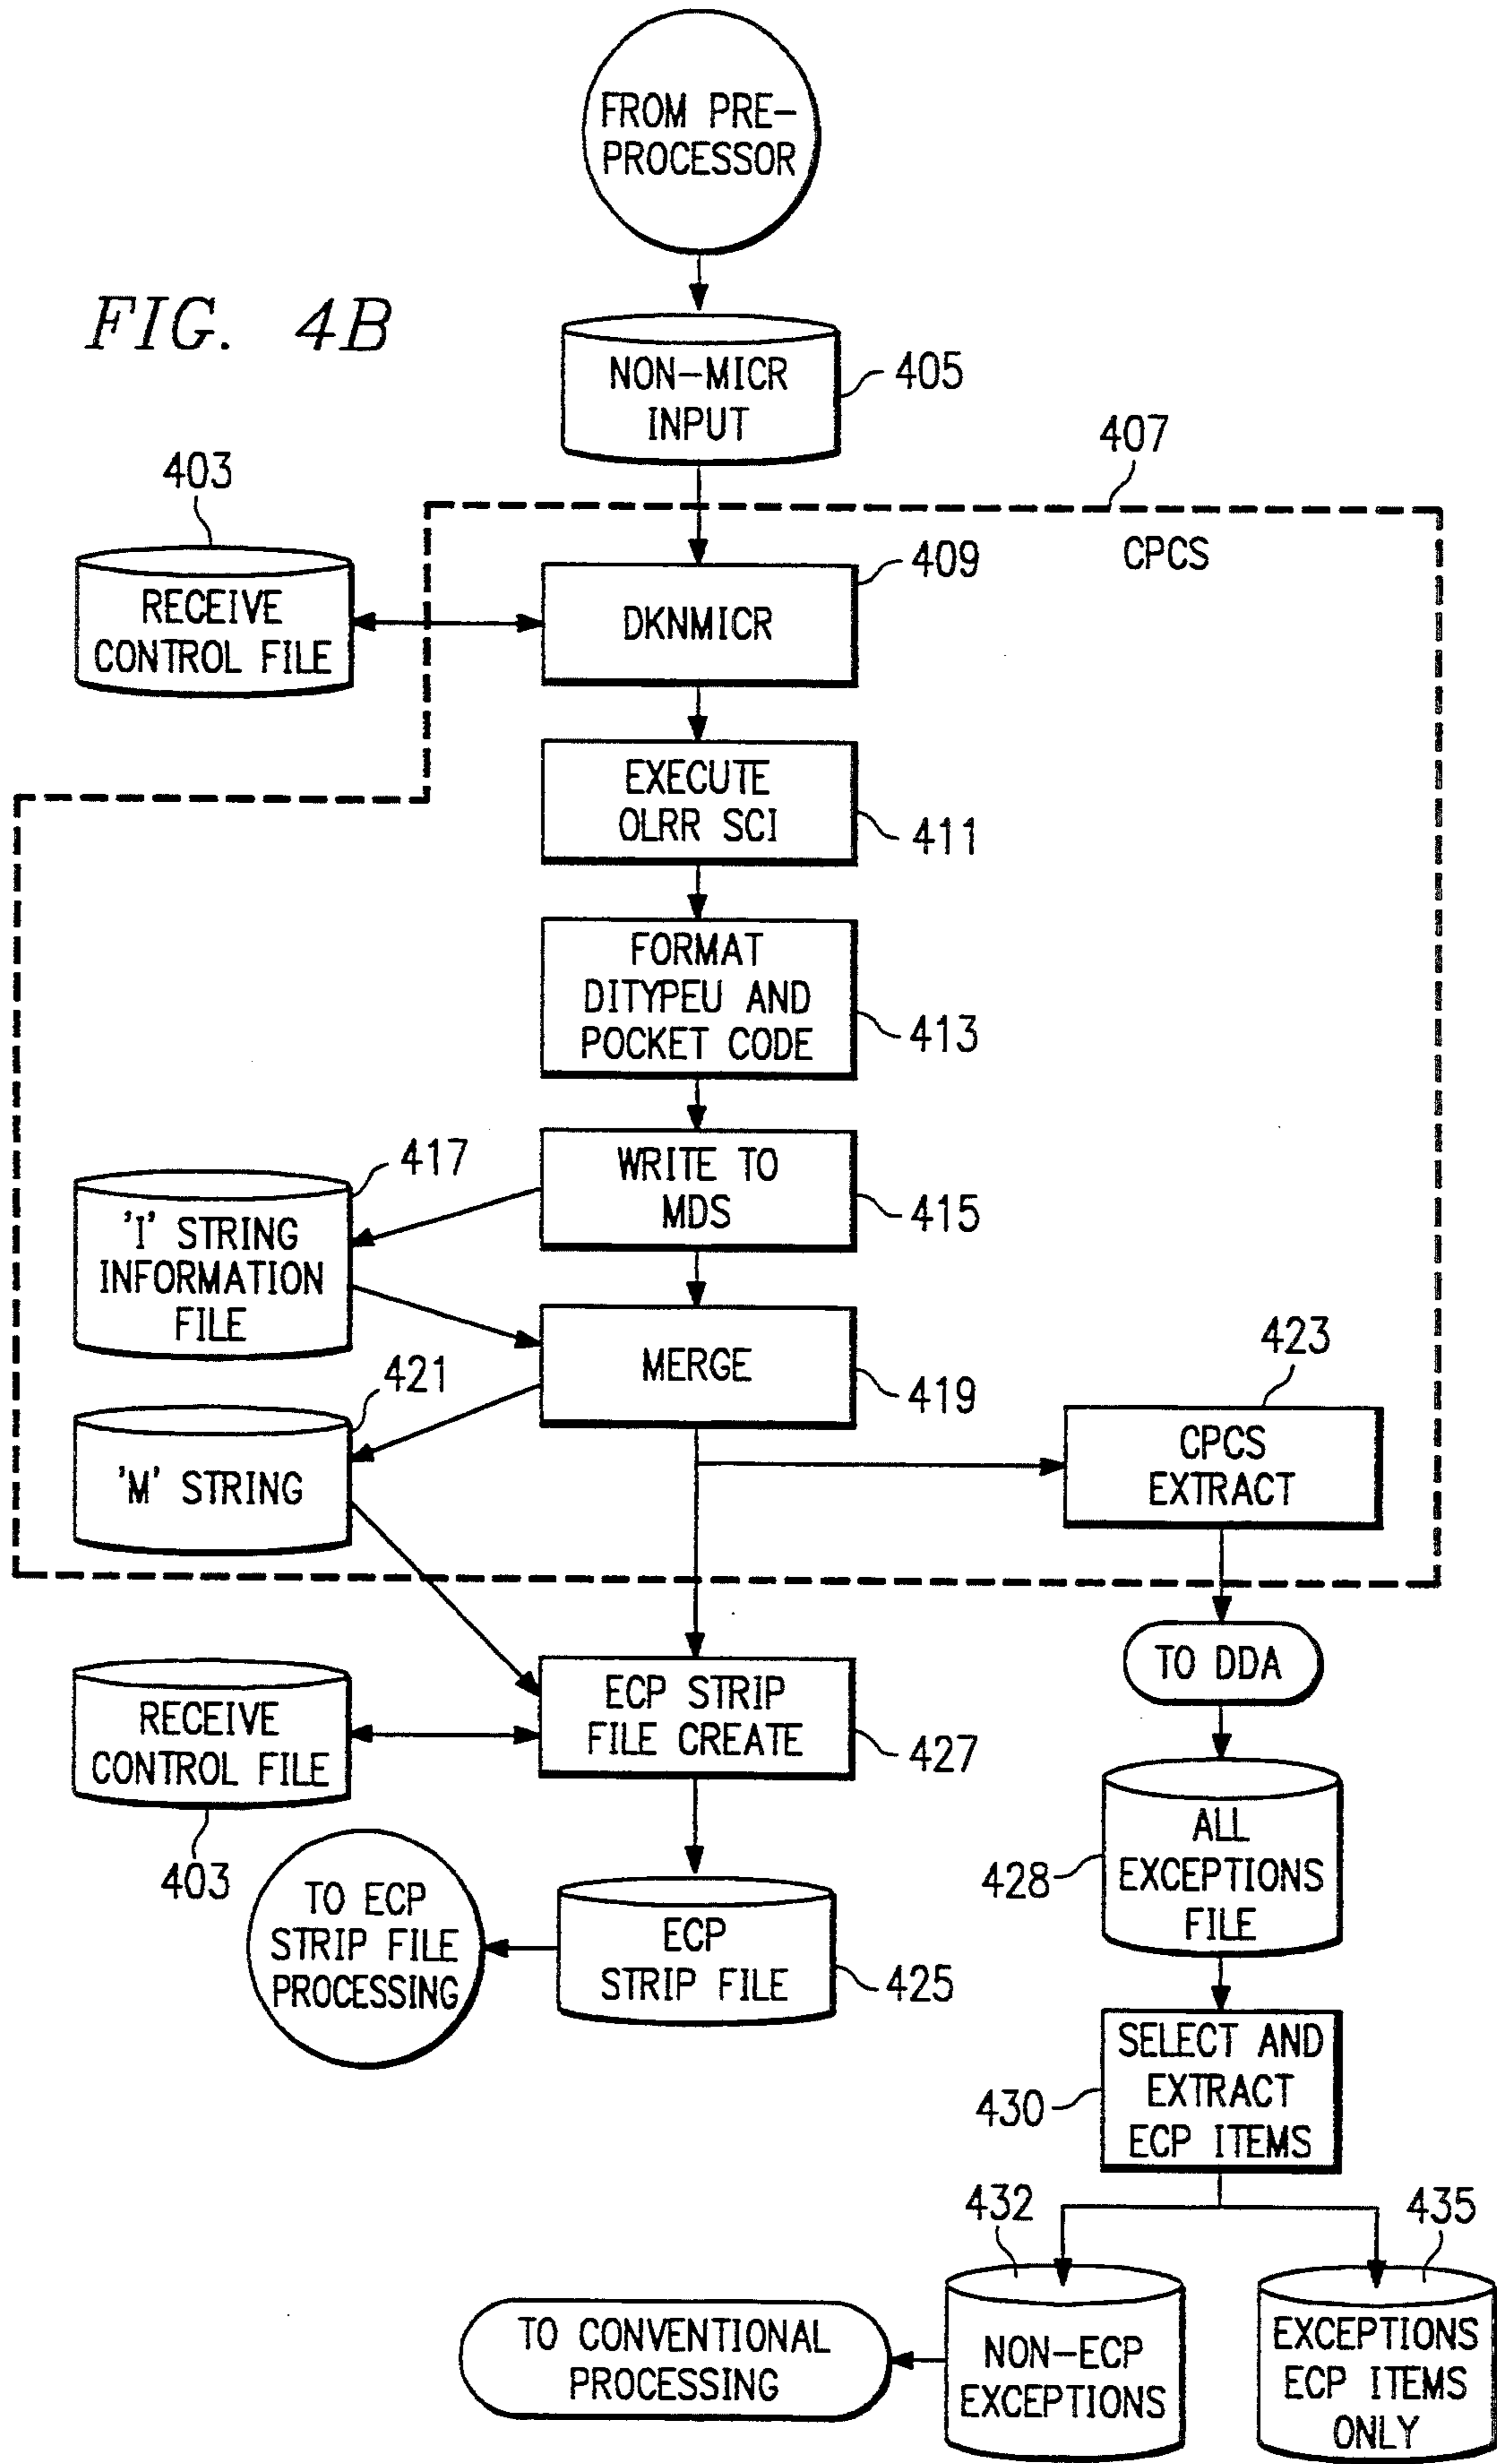 FROM PRE-
PROCESSOR
FIG. 4B
NON-MICR
INPUT
405
407
403
CPCS
RECEIVE
CONTROL FILE
409
DKNMICR
EXECUTE
OLRR SCI
411
FORMAT
DITYPEU AND
POCKET CODE
413
417
WRITE TO
MDS
415
'I' STRING
INFORMATION
FILE
MERGE
419
421
'M' STRING
423
CPCS
EXTRACT
TO DDA
RECEIVE
CONTROL FILE
403
ECP STRIP
FILE CREATE
427
ALL
EXCEPTIONS
FILE
428
TO ECP
STRIP FILE
PROCESSING
ECP
STRIP FILE
425
SELECT AND
EXTRACT
ECP ITEMS
430
432
435
TO CONVENTIONAL
PROCESSING
NON-ECP
EXCEPTIONS
EXCEPTIONS
ECP ITEMS
ONLY